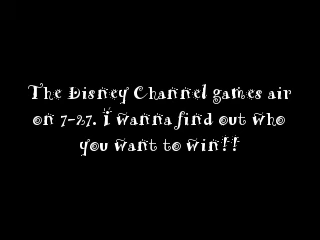 The Disney Channel games air
on 7-27. I wanna find out who
you want to win!!